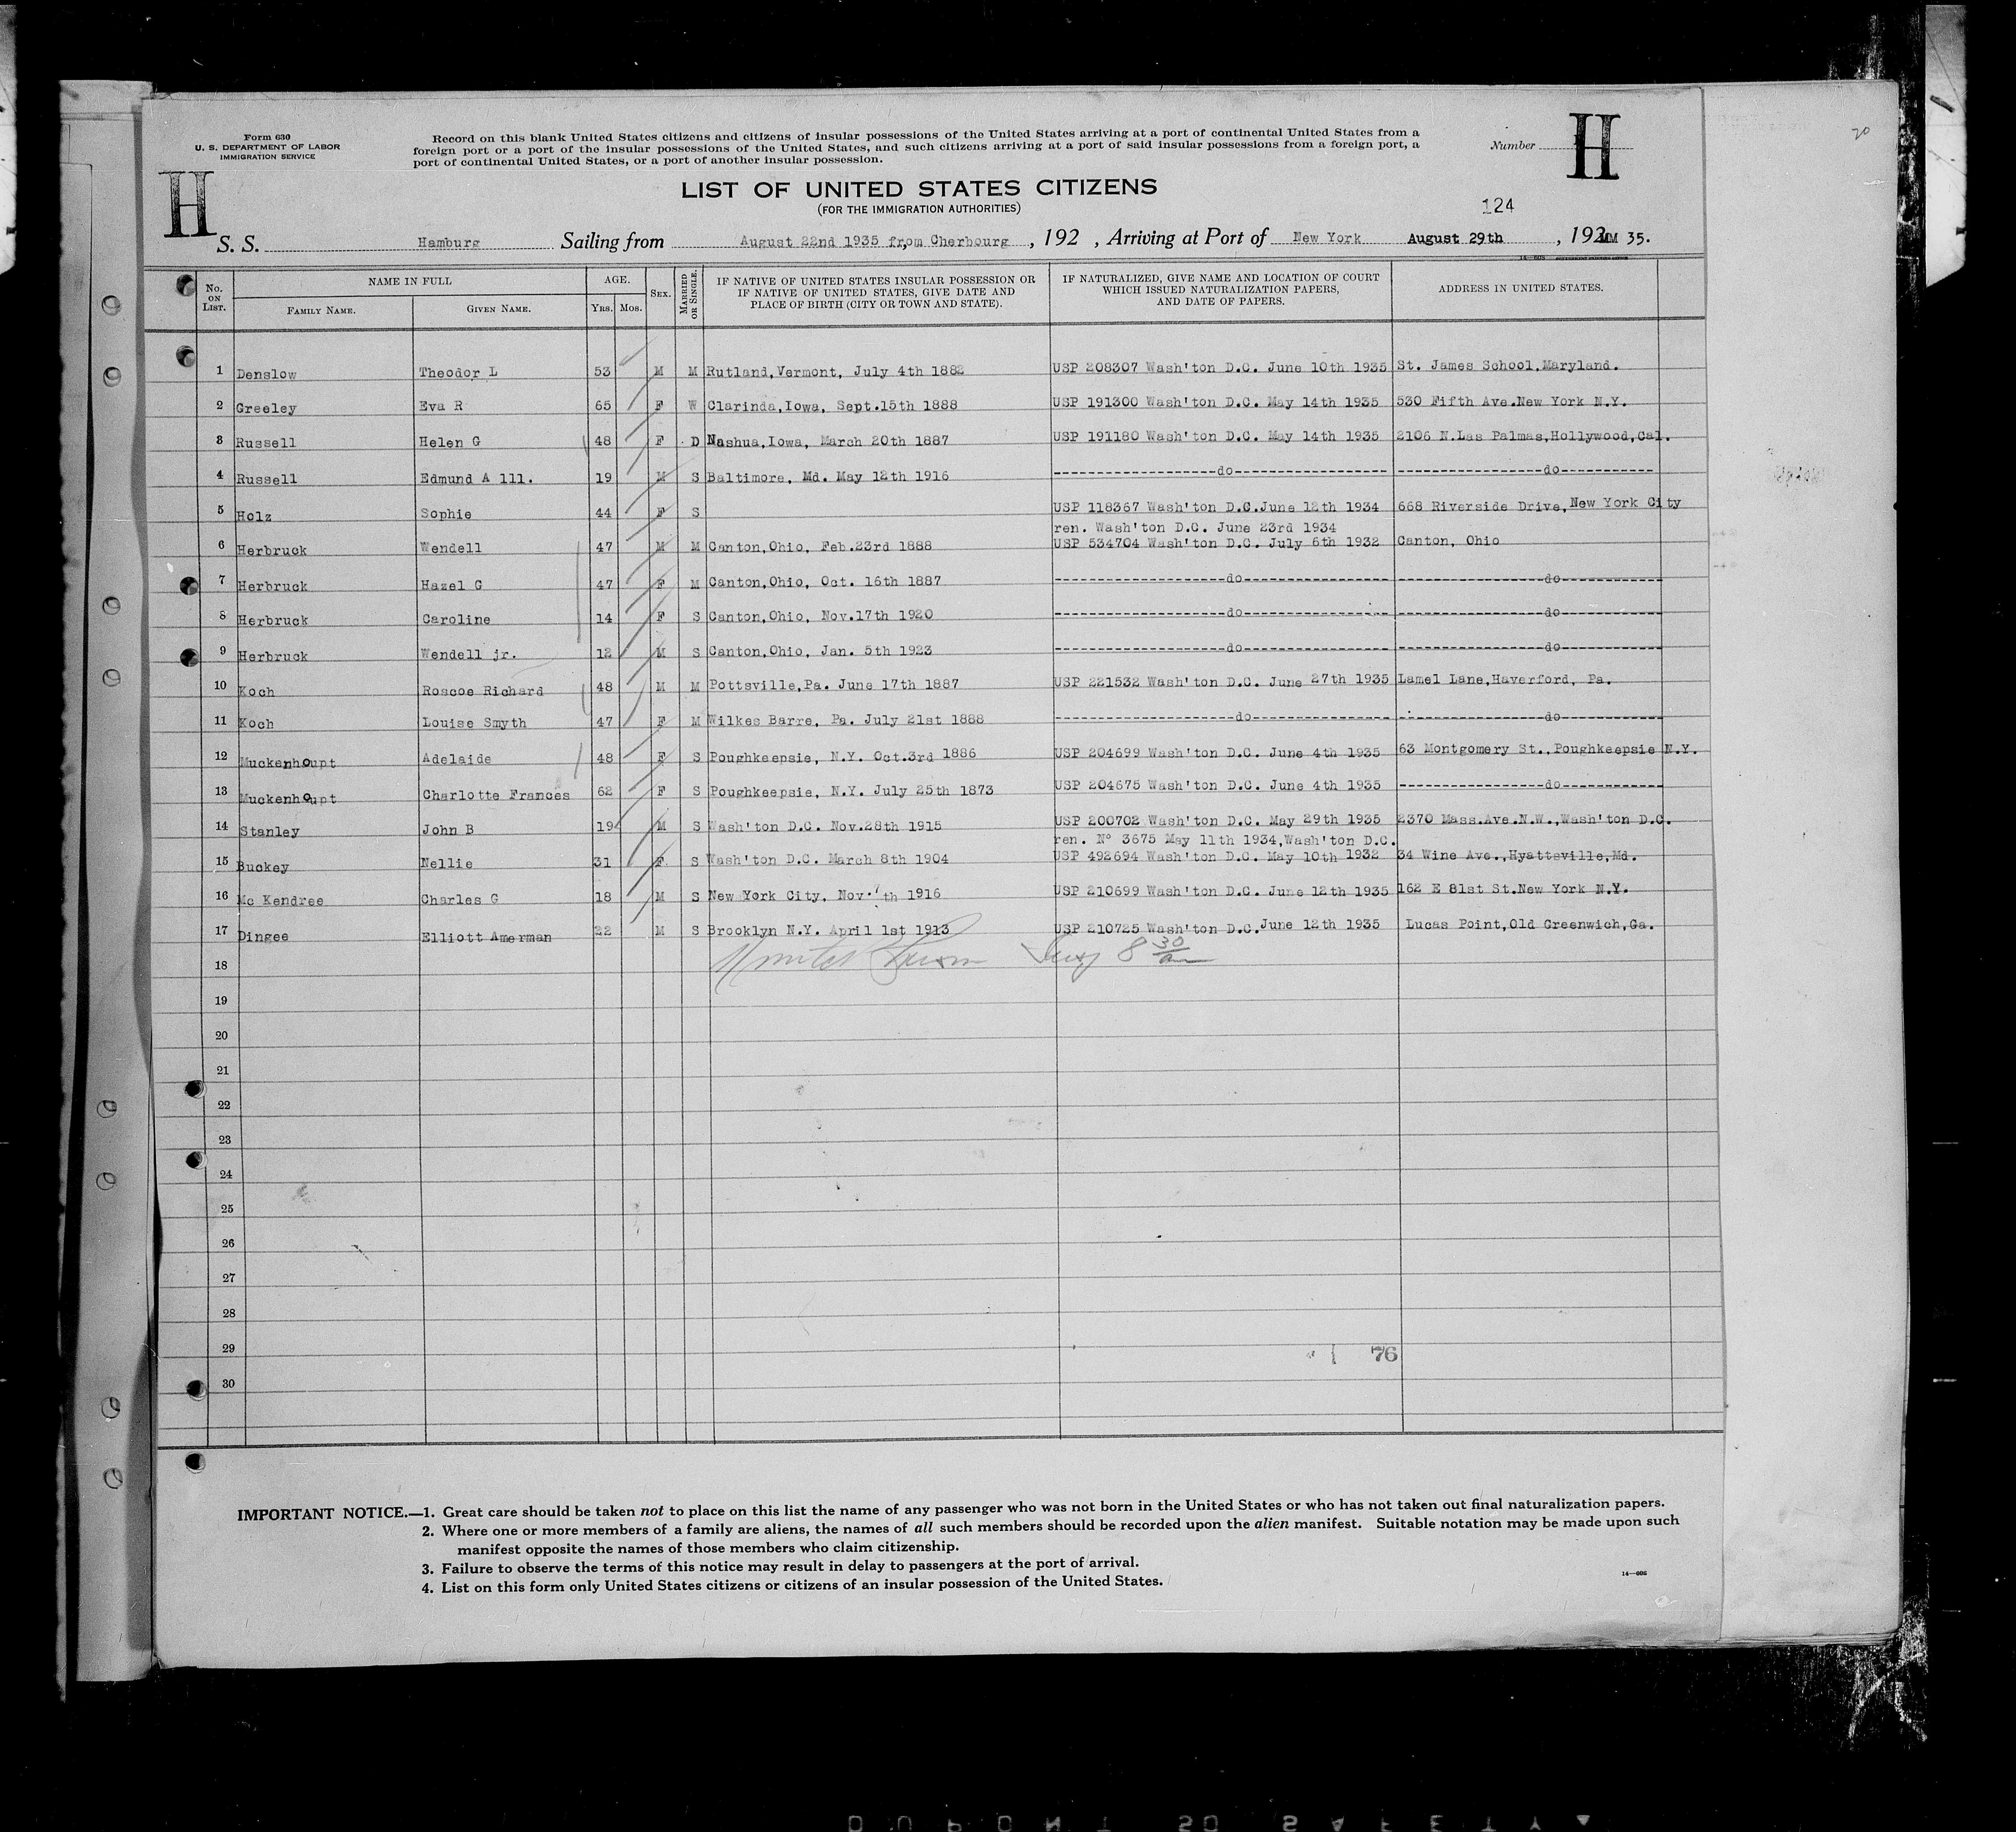 Form 630
U. S. DEPARTMENT OF LABOR
IMMIGRATION SERVICE
Record on this blank United States citizens and citizens of insular possessions of the United States arriving at a port of continental United States from a
foreign port or a port of the insular possessions of the United States, and such citizens arriving at a port of said insular possessions from a foreign port, a
port of continental United States, or a port of another insular possession.
Number H
20
H
LIST OF UNITED STATES CITIZENS
(FOR THE IMMIGRATION AUTHORITIES)
124
S. S. Hamburg Sailing from August 22nd 1935 from Cherbourg, 192 , Arriving at Port of New York August 29th, 192 35.
No. ON LIST. NAME IN FULL AGE. SEX. MARRIED OR SINGLE. IF NATIVE OF UNITED STATES INSULAR POSSESSION OR IF NATIVE OF UNITED STATES, GIVE DATE AND PLACE OF BIRTH (CITY OR TOWN AND STATE). IF NATURALIZED, GIVE NAME AND LOCATION OF COURT WHICH ISSUED NATURALIZATION PAPERS, AND DATE OF PAPERS. ADDRESS IN UNITED STATES.
FAMILY NAME. GIVEN NAME. YRS. MOS.
1 Denslow Theodor L 53 M M Rutland,Vermont, July 4th 1882 USP 208307 Wash'ton D.C. June 10th 1935 St. James School,Maryland.
2 Greeley Eva R 65 F W Clarinda,Iowa, Sept.15th 1888 USP 191300 Wash'ton D.C. May 14th 1935 530 Fifth Ave.New York N.Y.
3 Russell Helen G 48 F D Nashua,Iowa, March 20th 1887 USP 191180 Wash'ton D.C. May 14th 1935 2106 N.Las Palmas,Hollywood,Cal.
4 Russell Edmund A lll. 19 M S Baltimore, Md. May 12th 1916 ------do------ ------do------
5 Holz Sophie 44 F S USP 118367 Wash'ton D.C.June 12th 1934 668 Riverside Drive,New York City
ren. Wash'ton D.C. June 23rd 1934
6 Herbruck Wendell 47 M M Canton,Ohio, Feb.23rd 1888 USP 534704 Wash'ton D.C. July 6th 1932 Canton, Ohio
7 Herbruck Hazel G 47 F M Canton,Ohio, Oct. 16th 1887 ------do------ ------do------
8 Herbruck Caroline 14 F S Canton,Ohio, Nov.17th 1920 ------do------ ------do------
9 Herbruck Wendell jr. 12 M S Canton,Ohio, Jan. 5th 1923 ------do------ ------do------
10 Koch Roscoe Richard 48 M M Pottsville,Pa. June 17th 1887 USP 221532 Wash'ton D.C. June 27th 1935 Lamel Lane,Haverford, Pa.
11 Koch Louise Smyth 47 F M Wilkes Barre, Pa. July 21st 1888 ------do------ ------do------
12 Muckenhoupt Adelaide 48 F S Poughkeepsie, N.Y. Oct.3rd 1886 USP 204699 Wash'ton D.C. June 4th 1935 63 Montgomery St., Poughkeepsie N.Y.
13 Muckenhoupt Charlotte Frances 62 F S Poughkeepsie, N.Y. July 25th 1873 USP 204675 Wash'ton D.C. June 4th 1935 ------do------
14 Stanley John B 19 M S Wash'ton D.C. Nov.28th 1915 USP 200702 Wash'ton D.C. May 29th 1935 2370 Mass.Ave.N.W.,Wash'ton D.C.
ren. Nº 3675 May 11th 1934,Wash'ton D.C.
15 Buckey Nellie 31 F S Wash'ton D.C. March 8th 1904 USP 492694 Wash'ton D.C. May 10th 1932 34 Wine Ave.,Hyattsville,Md.
16 Mc Kendree Charles G 18 M S New York City, Nov. th 1916 USP 210699 Wash'ton D.C. June 12th 1935 162 E 81st St.New York N.Y.
17 Dingee Elliott Amerman 22 M S Brooklyn N.Y. April 1st 1913 USP 210725 Wash'ton D.C.June 12th 1935 Lucas Point,Old Greenwich,Ga.
18 8 30
19
20
21
22
23
24
25
26
27
28
29 76
30
IMPORTANT NOTICE.—1. Great care should be taken not to place on this list the name of any passenger who was not born in the United States or who has not taken out final naturalization papers.
2. Where one or more members of a family are aliens, the names of all such members should be recorded upon the alien manifest. Suitable notation may be made upon such
manifest opposite the names of those members who claim citizenship.
3. Failure to observe the terms of this notice may result in delay to passengers at the port of arrival.
4. List on this form only United States citizens or citizens of an insular possession of the United States.
DUPONT SO SAFETY